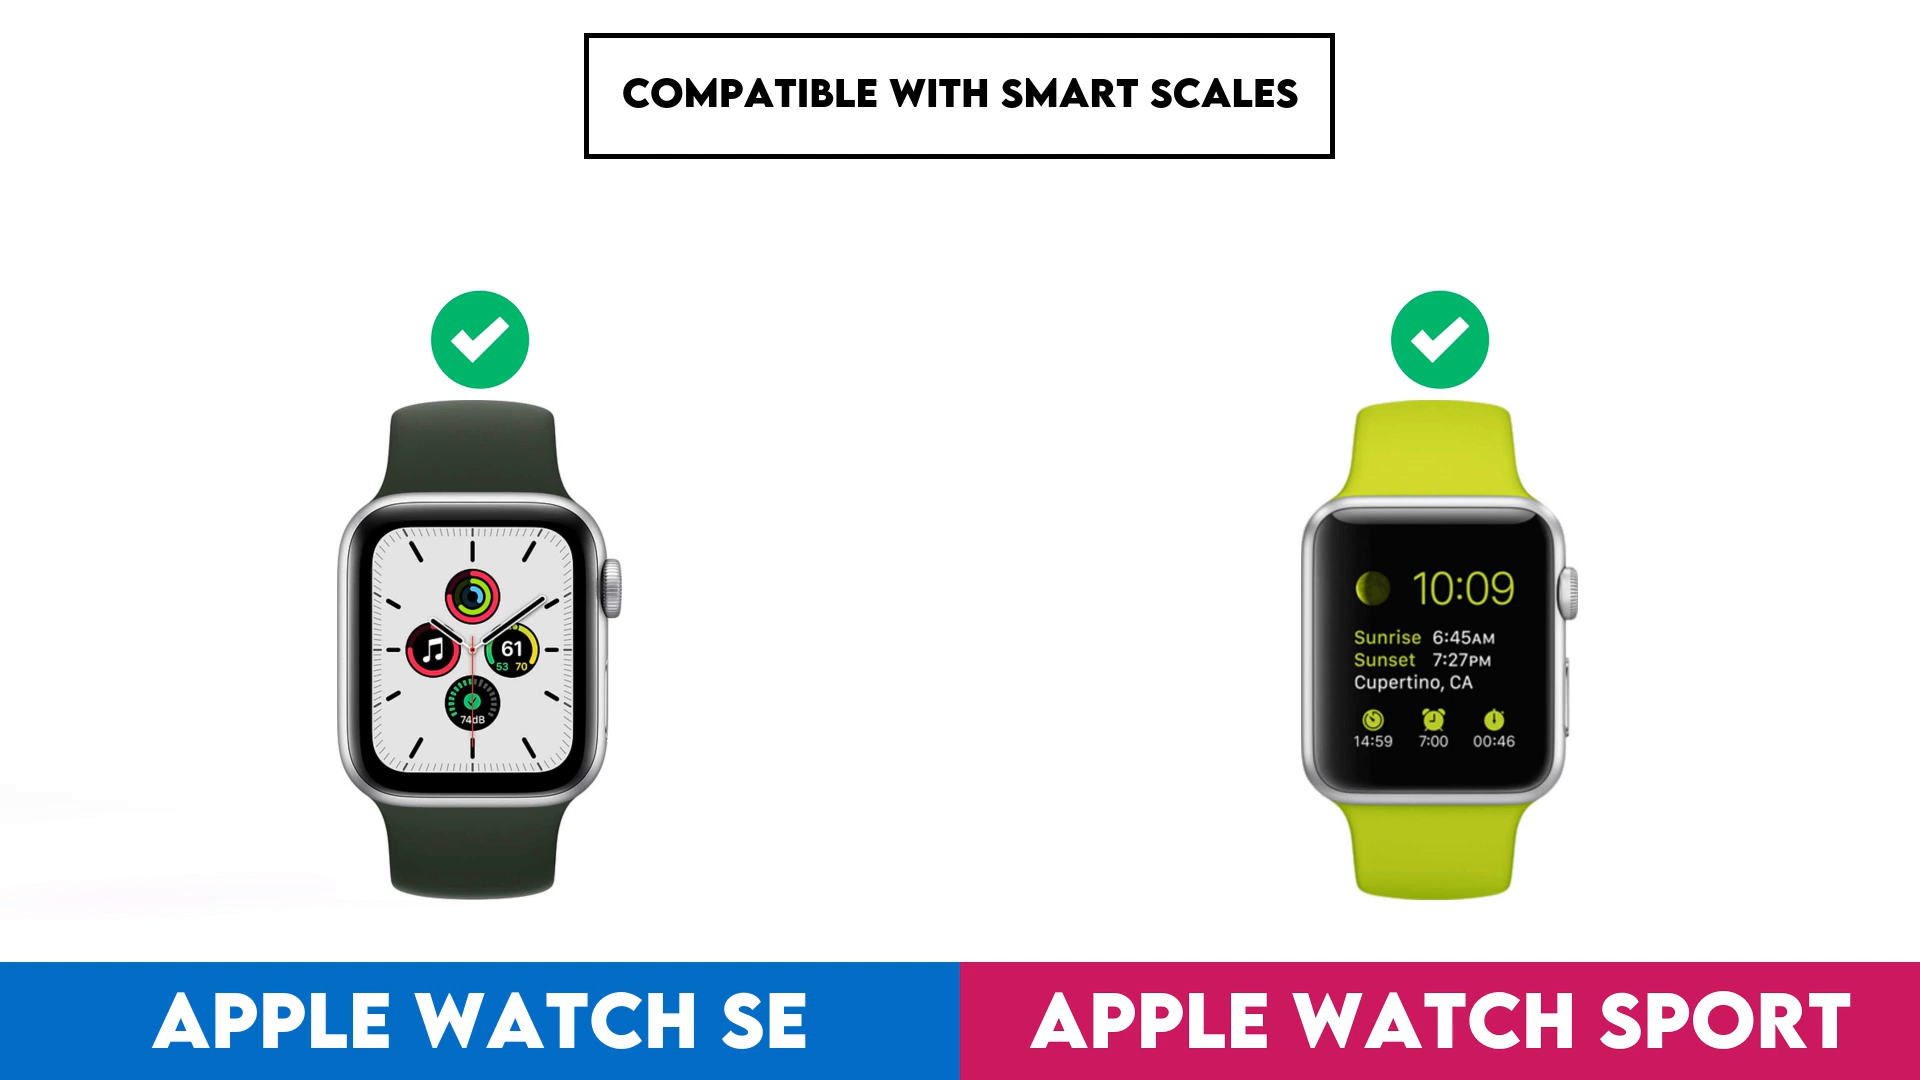 COMPATIBLE WITH SMART SCALES
61
53 70
74dB
10:09
Sunrise 6:45AM
Sunset 7:27PM
Cupertino, CA
14:59 7:00 00:46
APPLE WATCH SE
APPLE WATCH SPORT